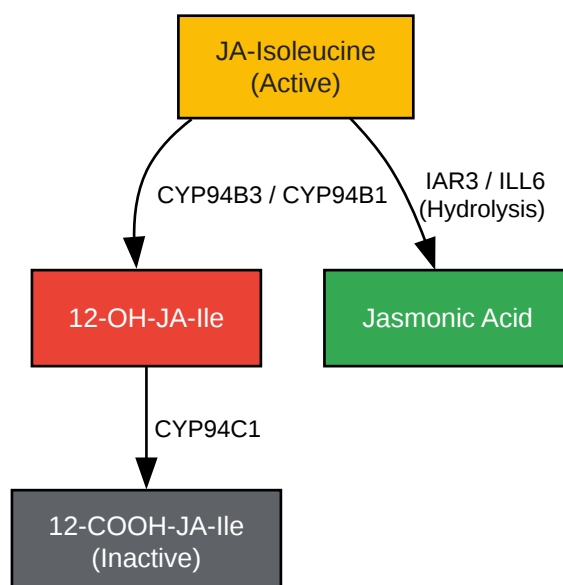 JA-Isoleucine
(Active)
CYP94B3 / CYP94B1
IAR3 / ILL6
(Hydrolysis)
12-OH-JA-Ile
Jasmonic Acid
CYP94C1
12-COOH-JA-Ile
(Inactive)